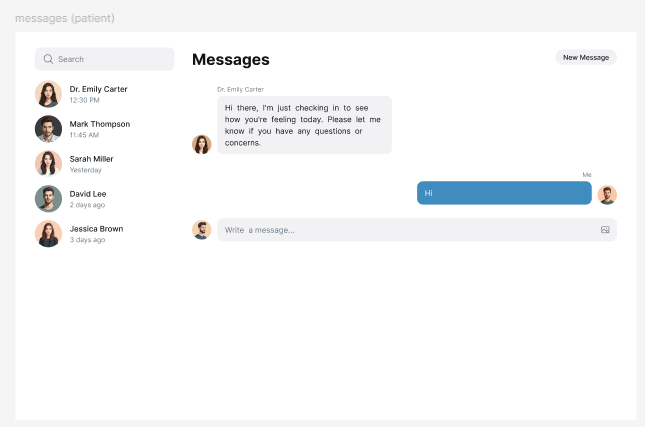 messages (patient)
Search
Dr. Emily Carter
12:30 PM
Mark Thompson
11:45 AM
Sarah Miller
Yesterday
David Lee
2 days ago
Jessica Brown
3 days ago
Messages
New Message
Dr. Emily Carter
Hi there, I'm just checking in to see
how you're feeling today. Please let me
know if you have any questions or
concerns.
Me
Hi
Write a message...